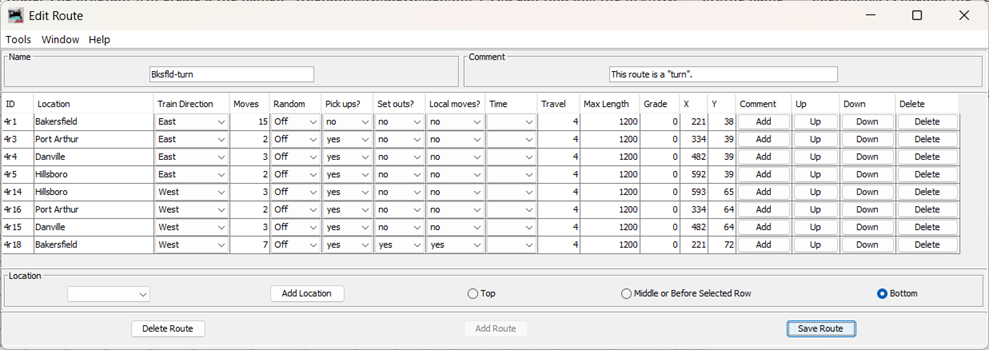 Edit Route
Tools Window Help
Name Comment
Bksfld-turn This route is a "turn".
ID Location Train Direction Moves Random Pick ups? Set outs? Local moves? Time Travel Max Length Grade X Y Comment Up Down Delete
4r1 Bakersfield East 15 Off no no no 4 1200 0 221 38 Add Up Down Delete
4r3 Port Arthur East 2 Off yes no no 4 1200 0 334 39 Add Up Down Delete
4r4 Danville East 3 Off yes no no 4 1200 0 482 39 Add Up Down Delete
4r5 Hillsboro East 2 Off yes no no 4 1200 0 592 39 Add Up Down Delete
4r14 Hillsboro West 3 Off yes no no 4 1200 0 593 65 Add Up Down Delete
4r16 Port Arthur West 2 Off yes no no 4 1200 0 334 64 Add Up Down Delete
4r15 Danville West 3 Off yes no no 4 1200 0 482 64 Add Up Down Delete
4r18 Bakersfield West 7 Off yes yes yes 4 1200 0 221 72 Add Up Down Delete
Location
Add Location Top Middle or Before Selected Row Bottom
Delete Route Add Route Save Route